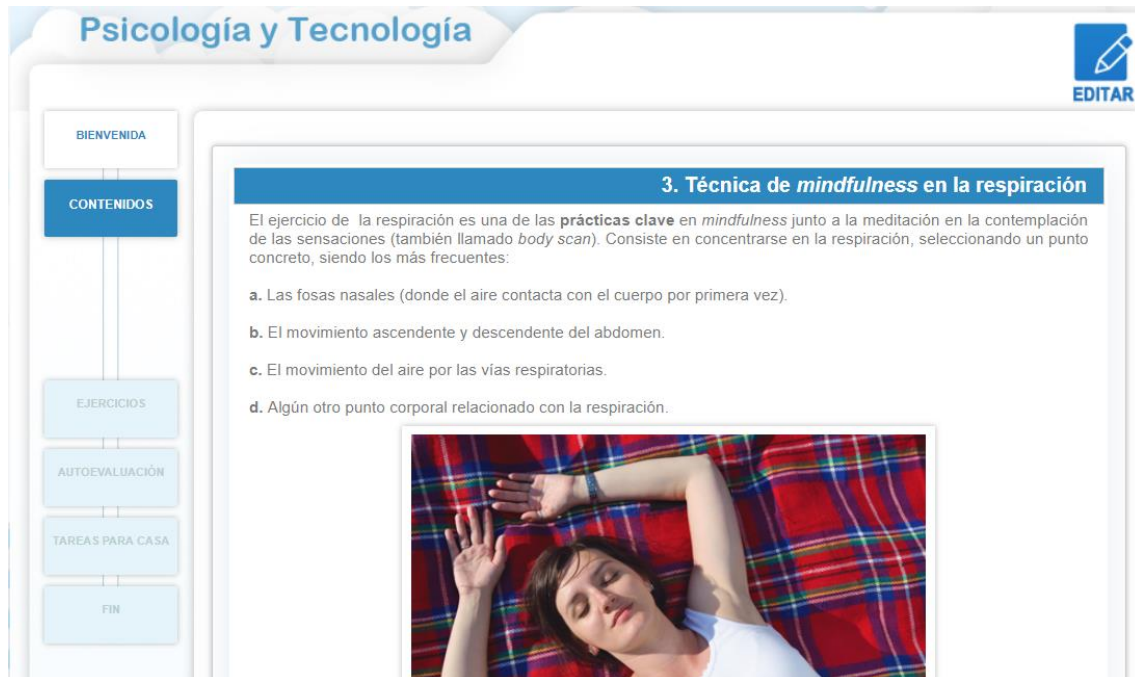 Psicología y Tecnología
EDITAR
BIENVENIDA
CONTENIDOS
EJERCICIOS
AUTOEVALUACIÓN
TAREAS PARA CASA
FIN
3. Técnica de mindfulness en la respiración
El ejercicio de la respiración es una de las prácticas clave en mindfulness junto a la meditación en la contemplación
de las sensaciones (también llamado body scan). Consiste en concentrarse en la respiración, seleccionando un punto
concreto, siendo los más frecuentes:
a. Las fosas nasales (donde el aire contacta con el cuerpo por primera vez).
b. El movimiento ascendente y descendente del abdomen.
c. El movimiento del aire por las vías respiratorias.
d. Algún otro punto corporal relacionado con la respiración.